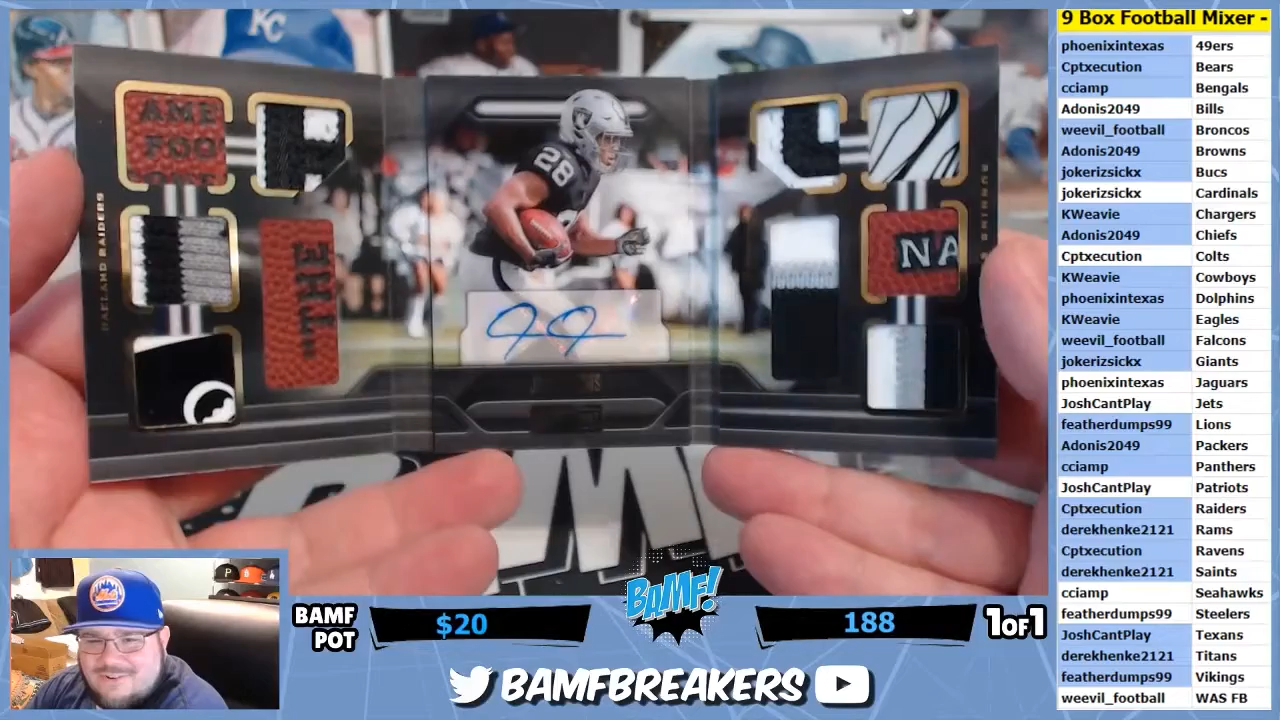 KC
AME
FOO
THE
NA
28
OAKLAND RAIDERS
9 Box Football Mixer -
phoenixintexas 49ers
Cptxecution Bears
cciamp Bengals
Adonis2049 Bills
weevil_football Broncos
Adonis2049 Browns
jokerizsickx Bucs
jokerizsickx Cardinals
KWeavie Chargers
Adonis2049 Chiefs
Cptxecution Colts
KWeavie Cowboys
phoenixintexas Dolphins
KWeavie Eagles
weevil_football Falcons
jokerizsickx Giants
phoenixintexas Jaguars
JoshCantPlay Jets
featherdumps99 Lions
Adonis2049 Packers
cciamp Panthers
JoshCantPlay Patriots
Cptxecution Raiders
derekhenke2121 Rams
Cptxecution Ravens
derekhenke2121 Saints
cciamp Seahawks
featherdumps99 Steelers
JoshCantPlay Texans
derekhenke2121 Titans
featherdumps99 Vikings
weevil_football WAS FB
BAMF POT
$20
BAMF!
188
1OF1
BAMFBREAKERS